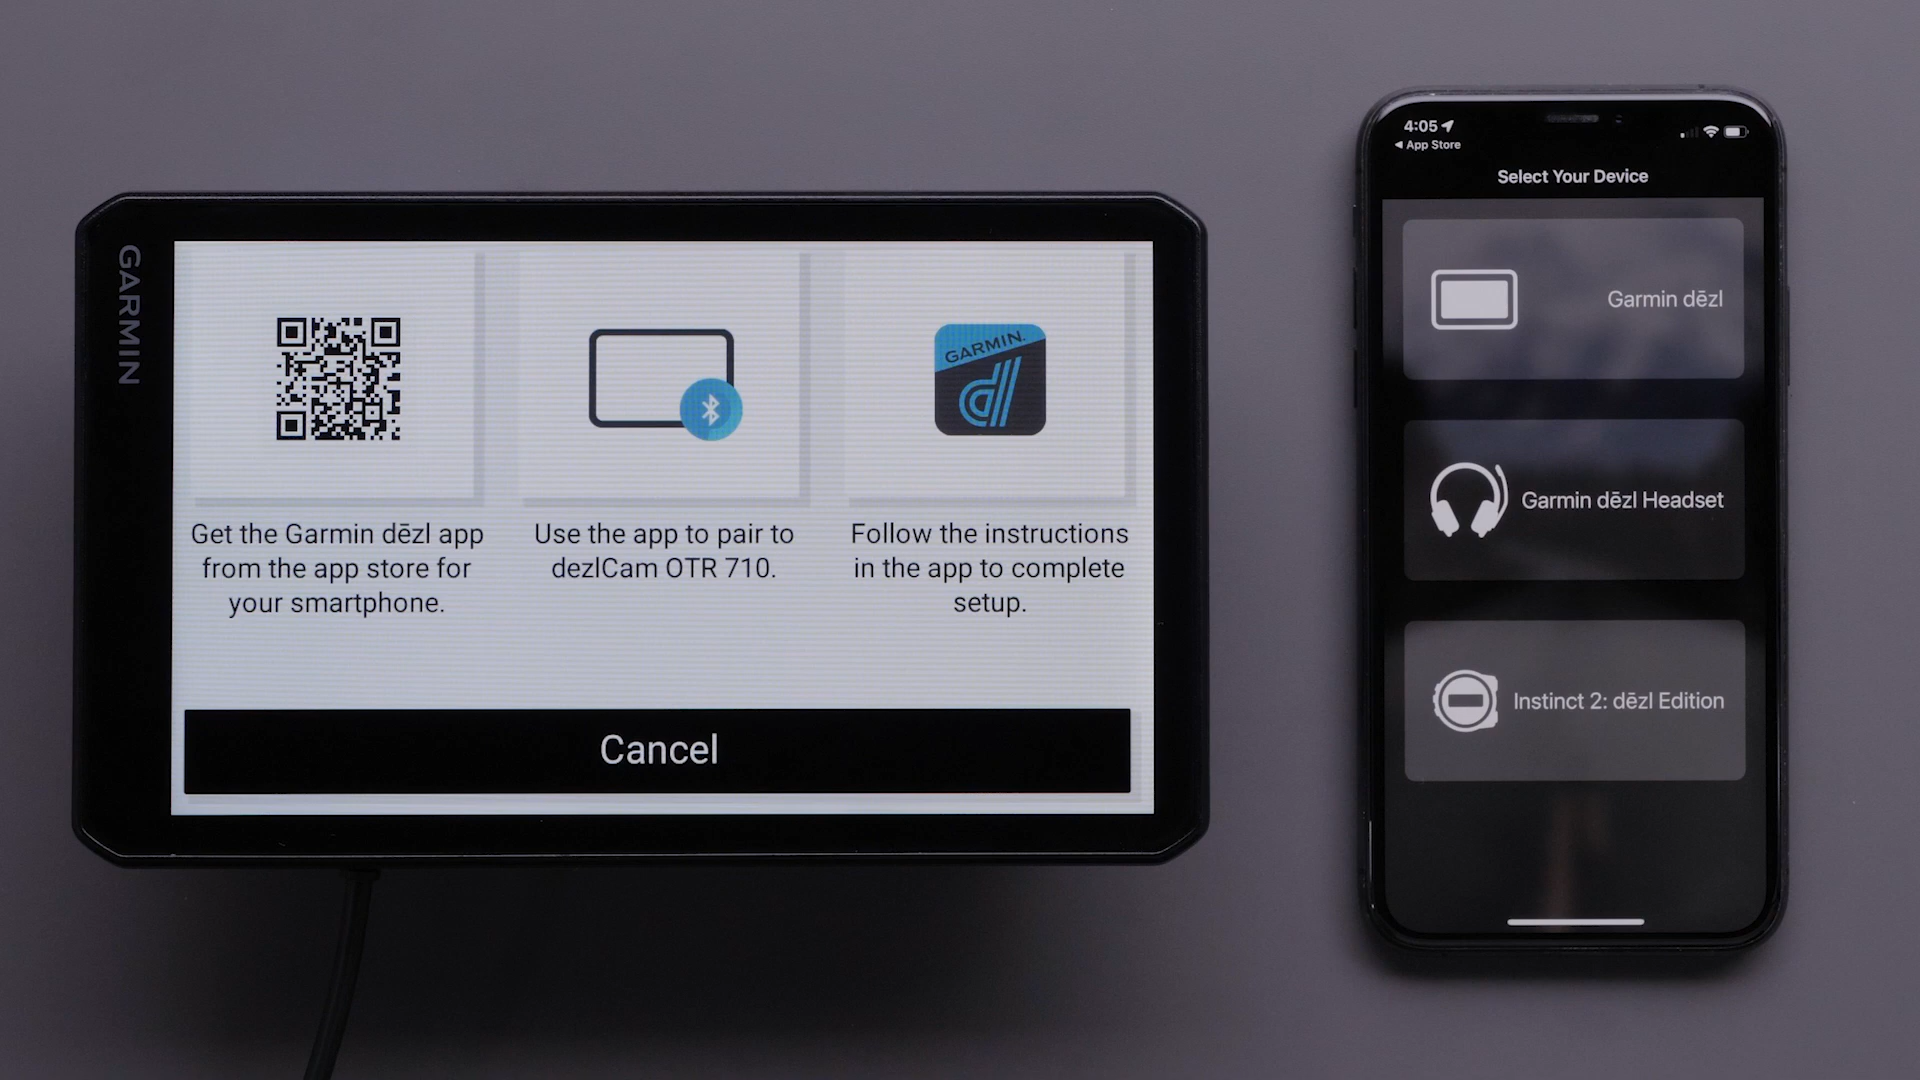 GARMIN
GARMIN.
Get the Garmin dēzl app
from the app store for
your smartphone.
Use the app to pair to
dezlCam OTR 710.
Follow the instructions
in the app to complete
setup.
Cancel
4:05
◀ App Store
Select Your Device
Garmin dēzl
Garmin dēzl Headset
Instinct 2: dēzl Edition